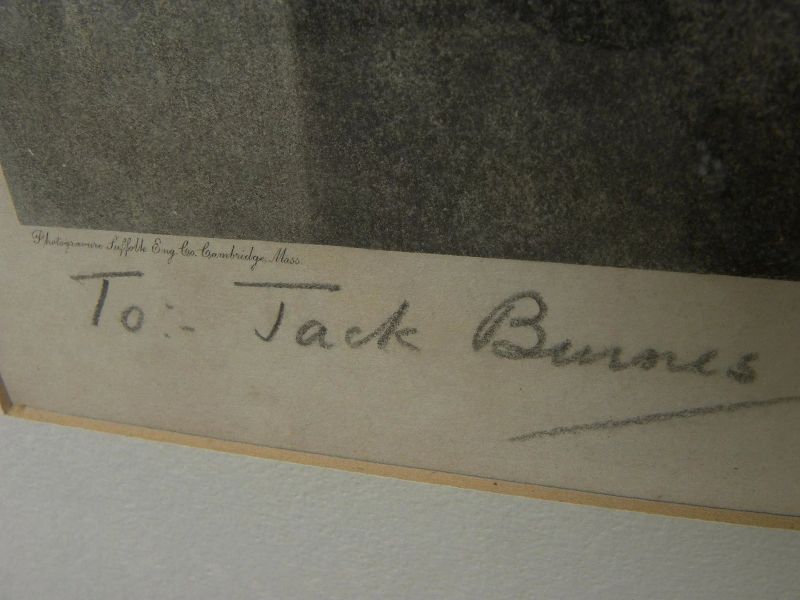 Photogravure Suffolk Eng. Co. Cambridge, Mass.
To:- Jack Burnes